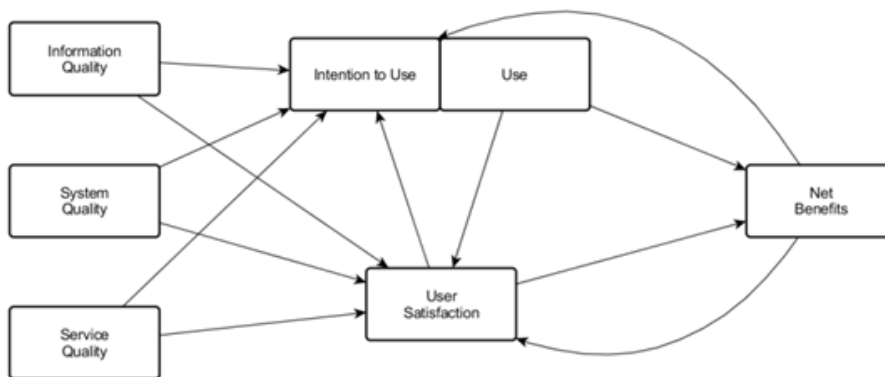 Information
Quality
Intention to Use
Use
System
Quality
Net
Benefits
User
Satisfaction
Service
Quality